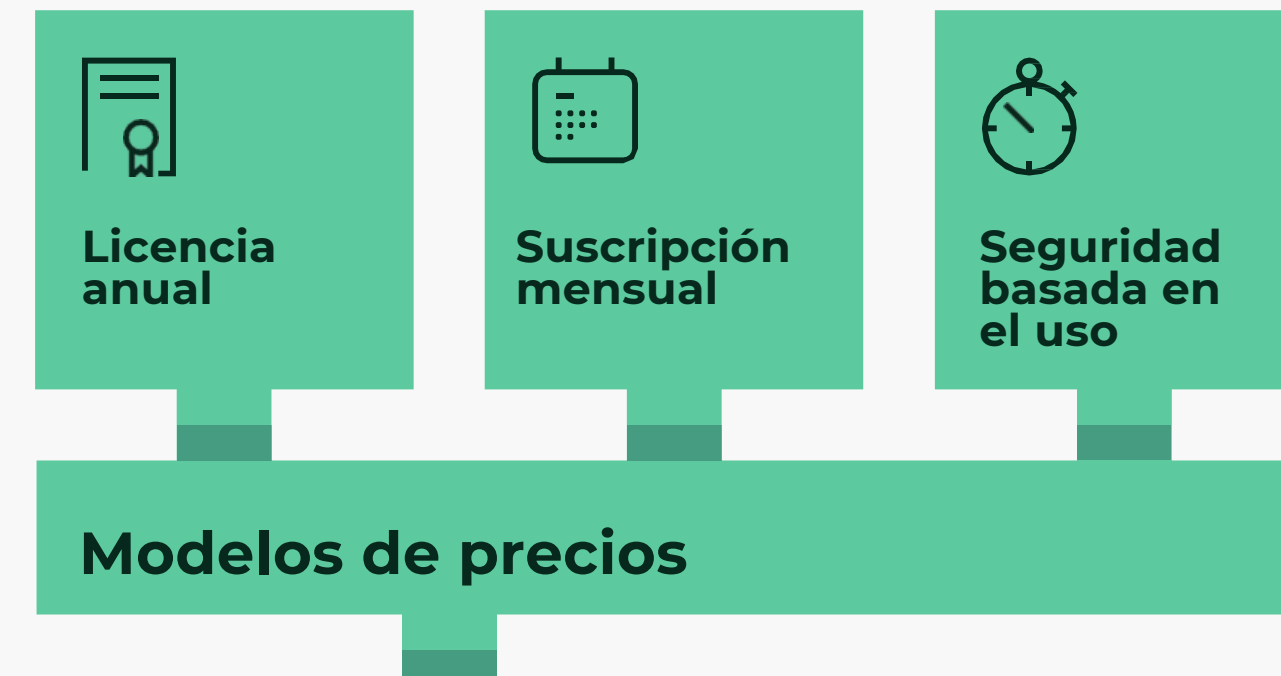 Licencia
anual
Suscripción
mensual
Seguridad
basada en
el uso
Modelos de precios